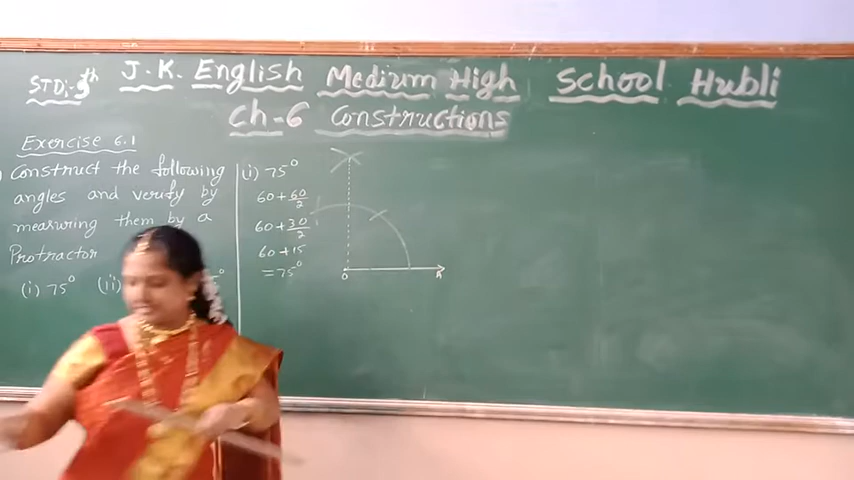 STD:- 9th J.K. English Medium High School Hubli
Ch-6 Constructions
Exercise 6.1
Construct the following
angles and verify by
measuring them by a
Protractor
(i) 75° (ii)
(i) 75°
60+60/2
60+30/2
60+15
=75°
O A